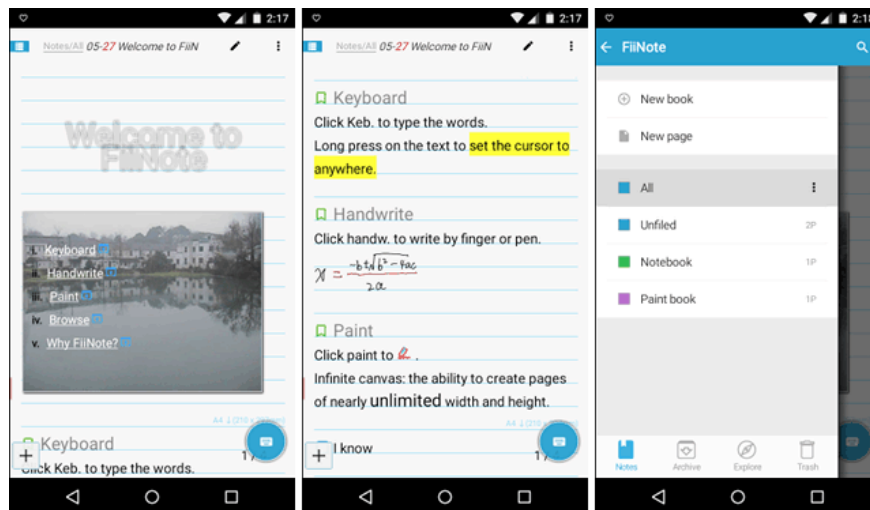 2:17
Notes/All 05-27 Welcome to FiiN
Welcome to
FiiNote
i. Keyboard
ii. Handwrite
iii. Paint
iv. Browse
v. Why FiiNote?
Keyboard
Click Keb. to type the words.
2:17
Notes/All 05-27 Welcome to FiiN
Keyboard
Click Keb. to type the words.
Long press on the text to set the cursor to
anywhere.
Handwrite
Click handw. to write by finger or pen.
x = -b±√b²-4ac
2a
Paint
Click paint to
Infinite canvas: the ability to create pages
of nearly unlimited width and height.
I know
2:18
FiiNote
New book
New page
All
Unfiled 2P
Notebook 1P
Paint book 1P
Notes Archive Explore Trash